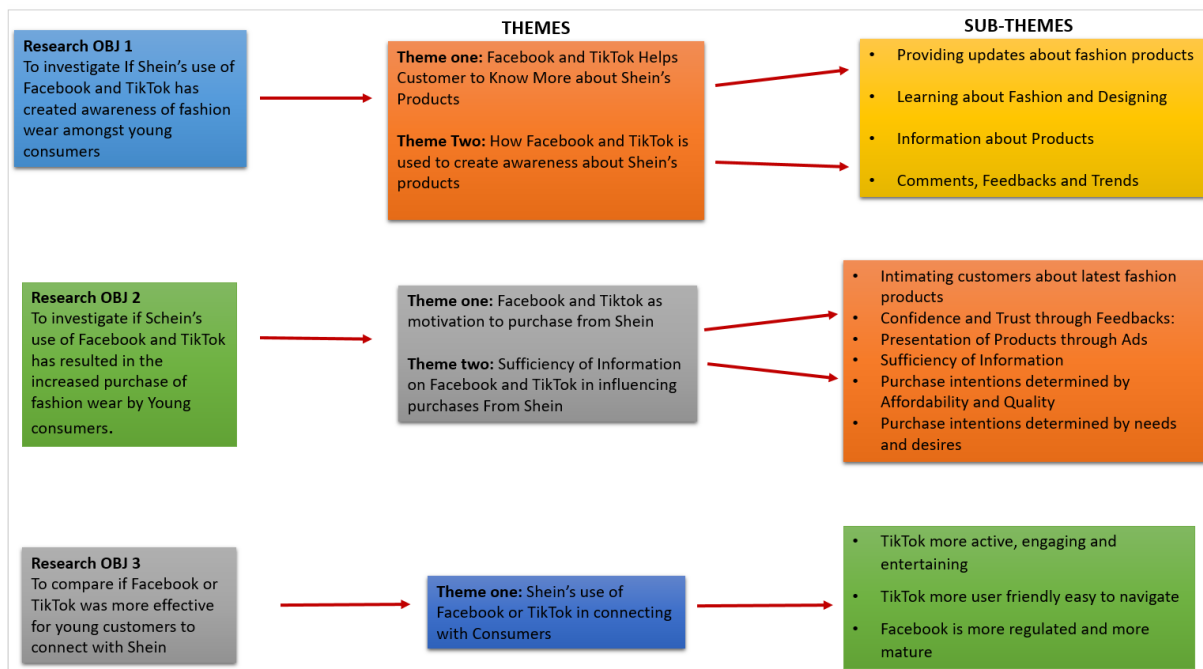 THEMES
SUB-THEMES
Research OBJ 1
To investigate If Shein's use of
Facebook and TikTok has
created awareness of fashion
wear amongst young
consumers
Theme one: Facebook and TikTok Helps
Customer to Know More about Shein's
Products
Theme Two: How Facebook and TikTok is
used to create awareness about Shein's
products
• Providing updates about fashion products
• Learning about Fashion and Designing
• Information about Products
• Comments, Feedbacks and Trends
Research OBJ 2
To investigate if Schein's
use of Facebook and TikTok
has resulted in the
increased purchase of
fashion wear by Young
consumers.
Theme one: Facebook and Tiktok as
motivation to purchase from Shein
Theme two: Sufficiency of Information
on Facebook and TikTok in influencing
purchases From Shein
• Intimating customers about latest fashion
products
• Confidence and Trust through Feedbacks:
• Presentation of Products through Ads
• Sufficiency of Information
• Purchase intentions determined by
Affordability and Quality
• Purchase intentions determined by needs
and desires
Research OBJ 3
To compare if Facebook or
TikTok was more effective
for young customers to
connect with Shein
Theme one: Shein's use of
Facebook or TikTok in connecting
with Consumers
• TikTok more active, engaging and
entertaining
• TikTok more user friendly easy to navigate
• Facebook is more regulated and more
mature